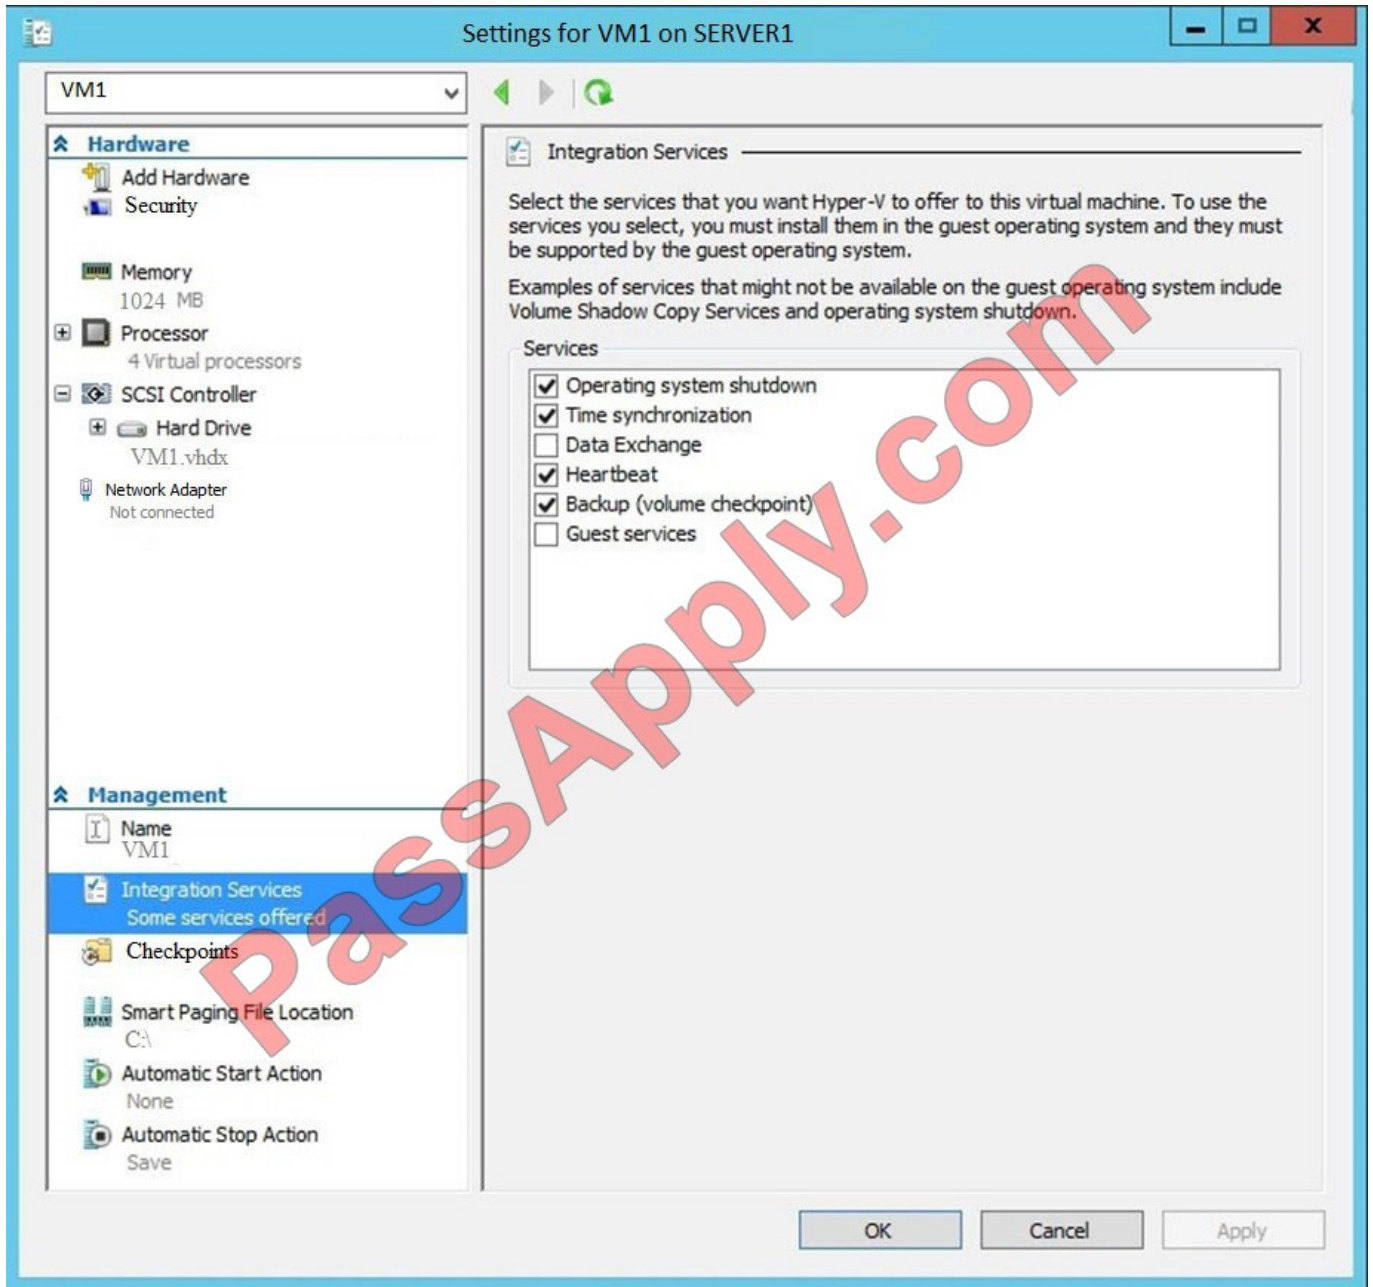 Settings for VM1 on SERVER1
VM1
Hardware
Add Hardware
Security
Memory
1024 MB
Processor
4 Virtual processors
SCSI Controller
Hard Drive
VM1.vhdx
Network Adapter
Not connected
Management
Name
VM1
Integration Services
Some services offered
Checkpoints
Smart Paging File Location
C:\
Automatic Start Action
None
Automatic Stop Action
Save
Integration Services
Select the services that you want Hyper-V to offer to this virtual machine. To use the
services you select, you must install them in the guest operating system and they must
be supported by the guest operating system.
Examples of services that might not be available on the guest operating system include
Volume Shadow Copy Services and operating system shutdown.
Services
Operating system shutdown
Time synchronization
Data Exchange
Heartbeat
Backup (volume checkpoint)
Guest services
OK
Cancel
Apply
PassApply.com